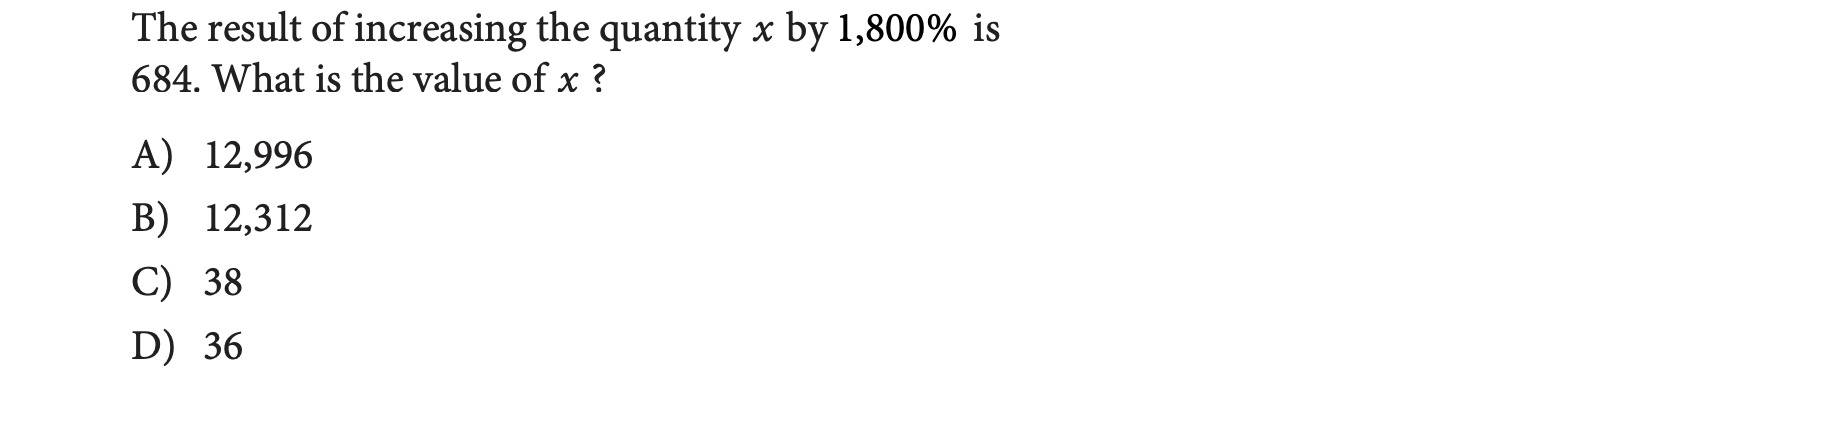 The result of increasing the quantity x by 1,800% is
684. What is the value of x ?
A) 12,996
B) 12,312
C) 38
D) 36